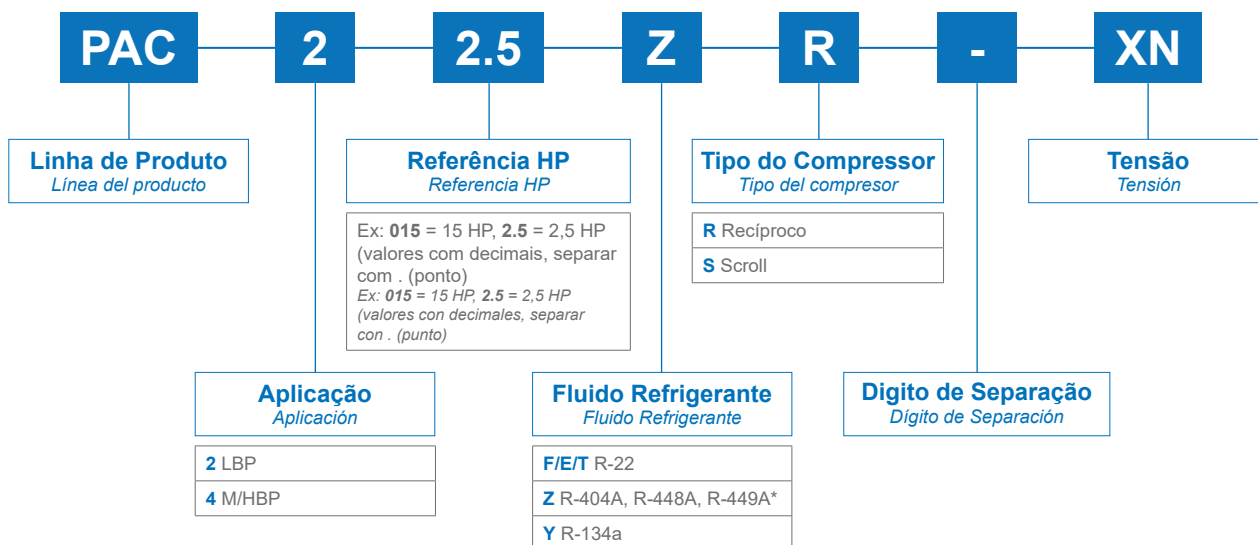 PAC 2 2.5 Z R - XN
Linha de Produto
Línea del producto
Referência HP
Referencia HP
Ex: 015 = 15 HP, 2.5 = 2,5 HP
(valores com decimais, separar
com . (ponto)
Ex: 015 = 15 HP, 2.5 = 2,5 HP
(valores con decimales, separar
con . (punto)
Tipo do Compressor
Tipo del compresor
R Recíproco
S Scroll
Tensão
Tensión
Aplicação
Aplicación
2 LBP
4 M/HBP
Fluido Refrigerante
Fluido Refrigerante
F/E/T R-22
Z R-404A, R-448A, R-449A*
Y R-134a
Digito de Separação
Dígito de Separación